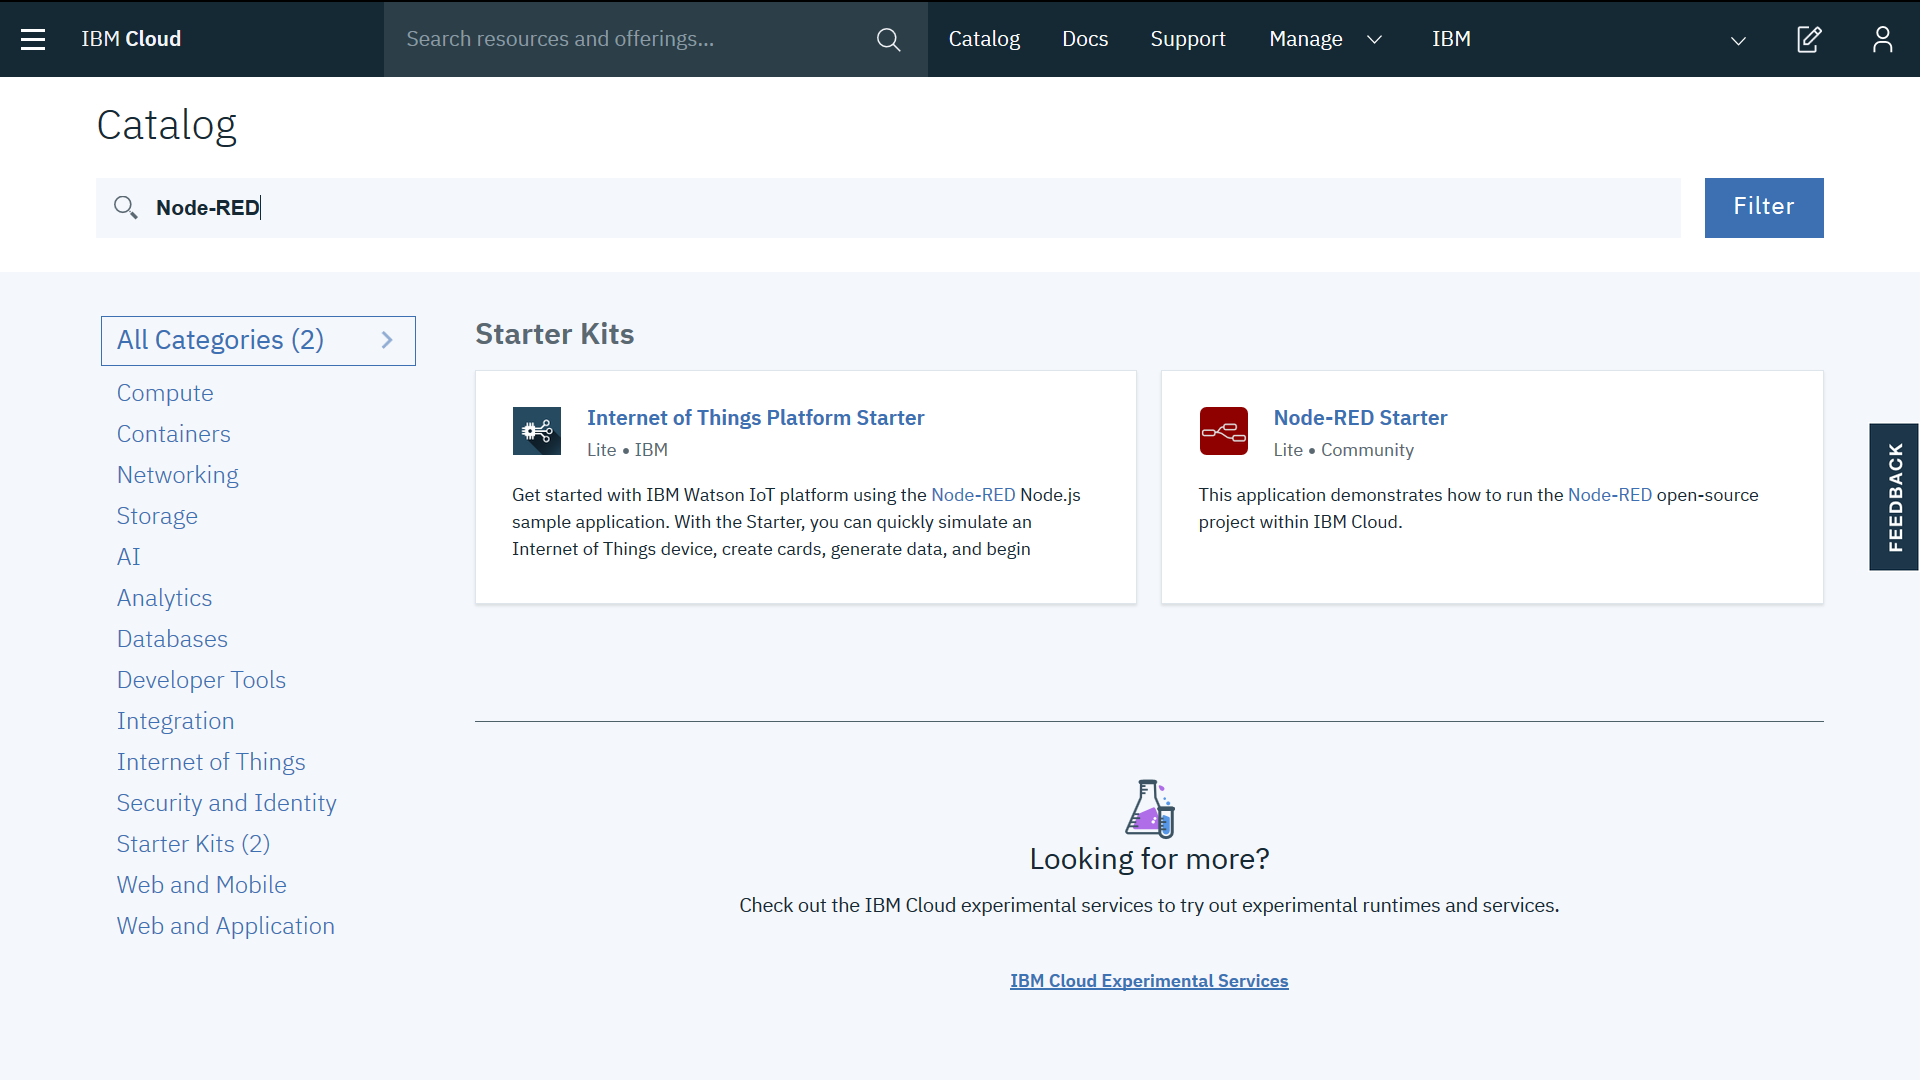 IBM Cloud
Search resources and offerings...
Catalog
Docs
Support
Manage
IBM
Catalog
Node-RED
Filter
All Categories (2)
Compute
Containers
Networking
Storage
AI
Analytics
Databases
Developer Tools
Integration
Internet of Things
Security and Identity
Starter Kits (2)
Web and Mobile
Web and Application
Starter Kits
Internet of Things Platform Starter
Lite • IBM
Get started with IBM Watson IoT platform using the Node-RED Node.js
sample application. With the Starter, you can quickly simulate an
Internet of Things device, create cards, generate data, and begin
Node-RED Starter
Lite • Community
This application demonstrates how to run the Node-RED open-source
project within IBM Cloud.
FEEDBACK
Looking for more?
Check out the IBM Cloud experimental services to try out experimental runtimes and services.
IBM Cloud Experimental Services